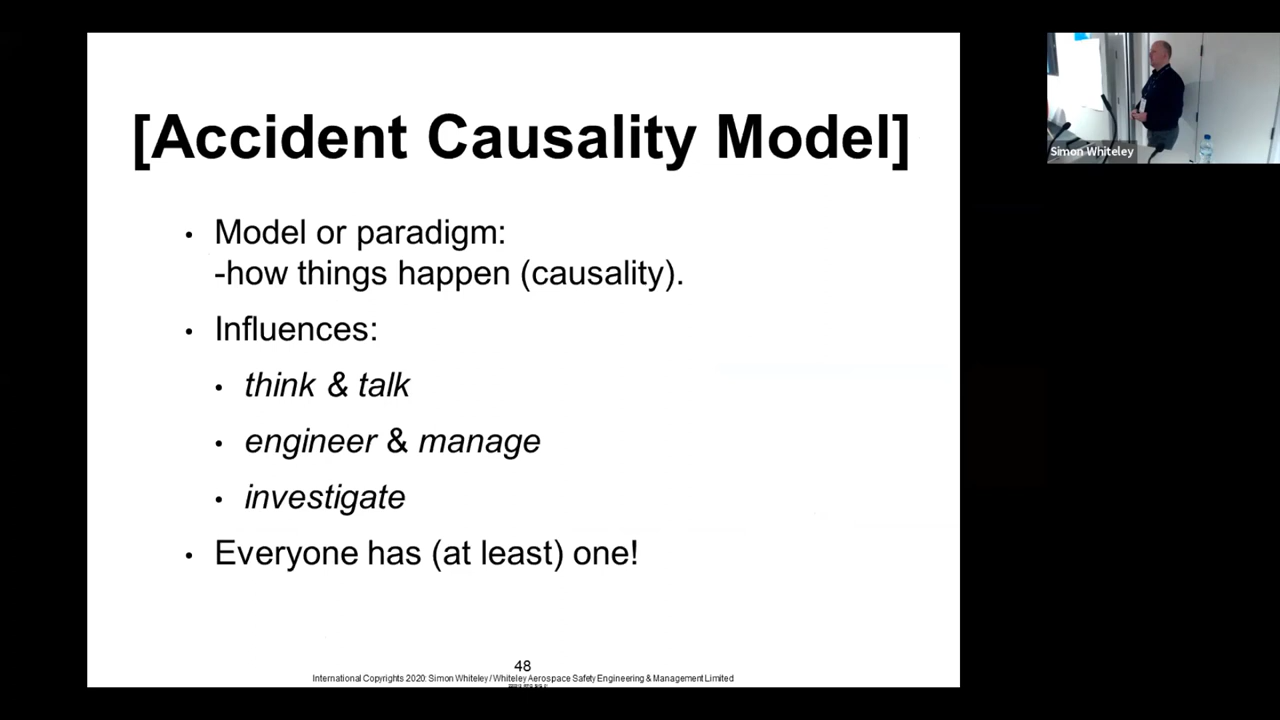 [Accident Causality Model]
• Model or paradigm:
-how things happen (causality).
• Influences:
• think & talk
• engineer & manage
• investigate
• Everyone has (at least) one!
48
International Copyrights 2020: Simon Whiteley / Whiteley Aerospace Safety Engineering & Management Limited
Simon Whiteley